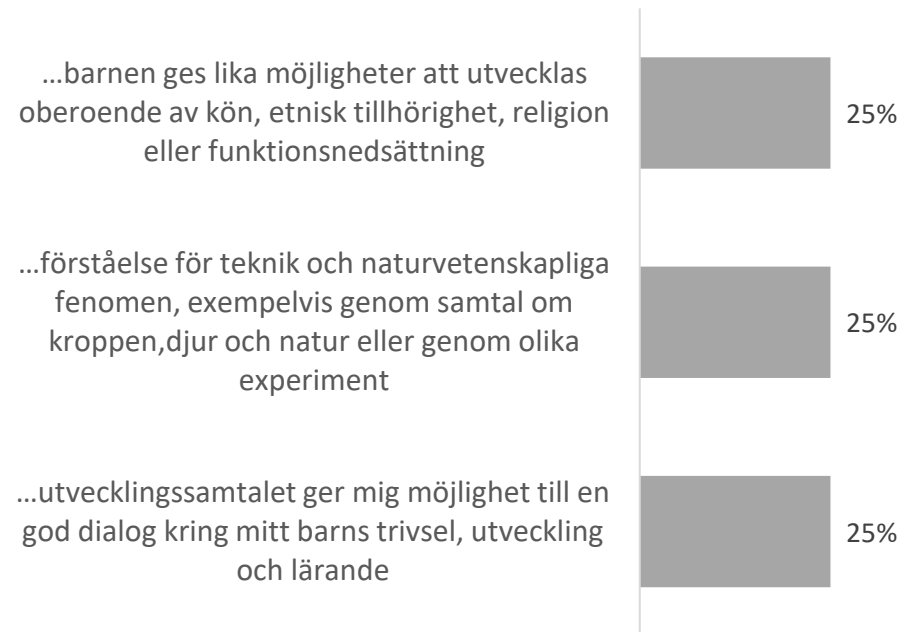 …barnen ges lika möjligheter att utvecklas
oberoende av kön, etnisk tillhörighet, religion
eller funktionsnedsättning
25%
…förståelse för teknik och naturvetenskapliga
fenomen, exempelvis genom samtal om
kroppen,djur och natur eller genom olika
experiment
25%
…utvecklingssamtalet ger mig möjlighet till en
god dialog kring mitt barns trivsel, utveckling
och lärande
25%